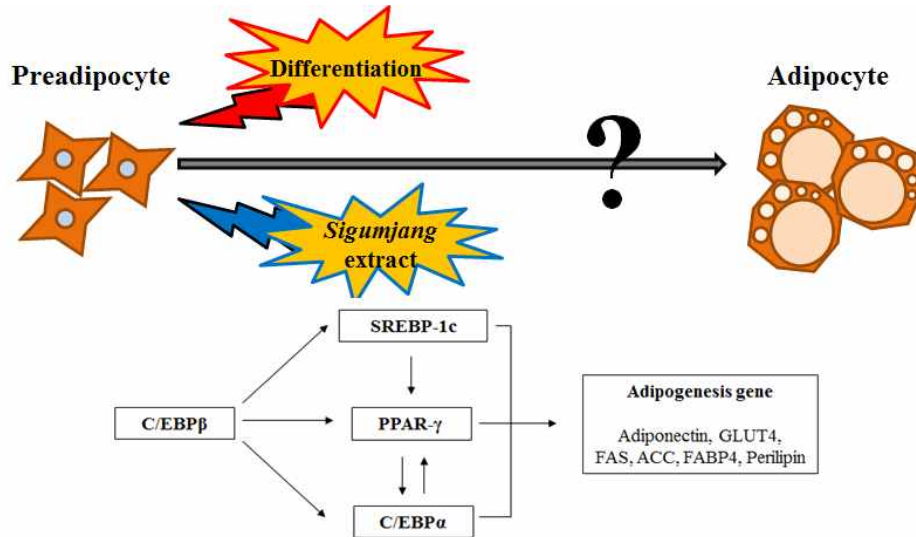 Preadipocyte
Differentiation
Adipocyte
?
Sigumjang
extract
SREBP-1c
C/EBPβ
PPAR-γ
C/EBPα
Adipogenesis gene
Adiponectin, GLUT4,
FAS, ACC, FABP4, Perilipin